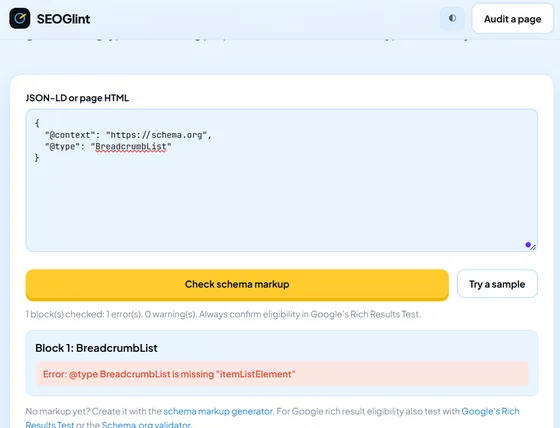 SEOGlint
Audit a page
JSON-LD or page HTML
{
"@context": "https://schema.org",
"@type": "BreadcrumbList"
}
Check schema markup
Try a sample
1 block(s) checked: 1 error(s), 0 warning(s). Always confirm eligibility in Google's Rich Results Test.
Block 1: BreadcrumbList
Error: @type BreadcrumbList is missing "itemListElement"
No markup yet? Create it with the schema markup generator. For Google rich result eligibility also test with Google's Rich
Results Test or the Schema.org validator.